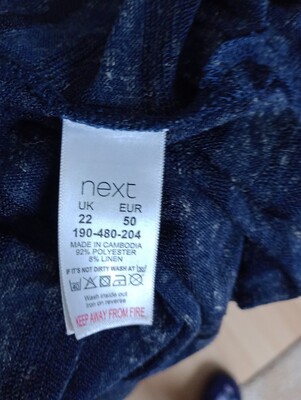 next
UK EUR
22 50
190-480-204
MADE IN CAMBODIA
92% POLYESTER
8% LINEN
IF IT'S NOT DIRTY WASH AT 30
Wash inside out
iron on reverse
KEEP AWAY FROM FIRE